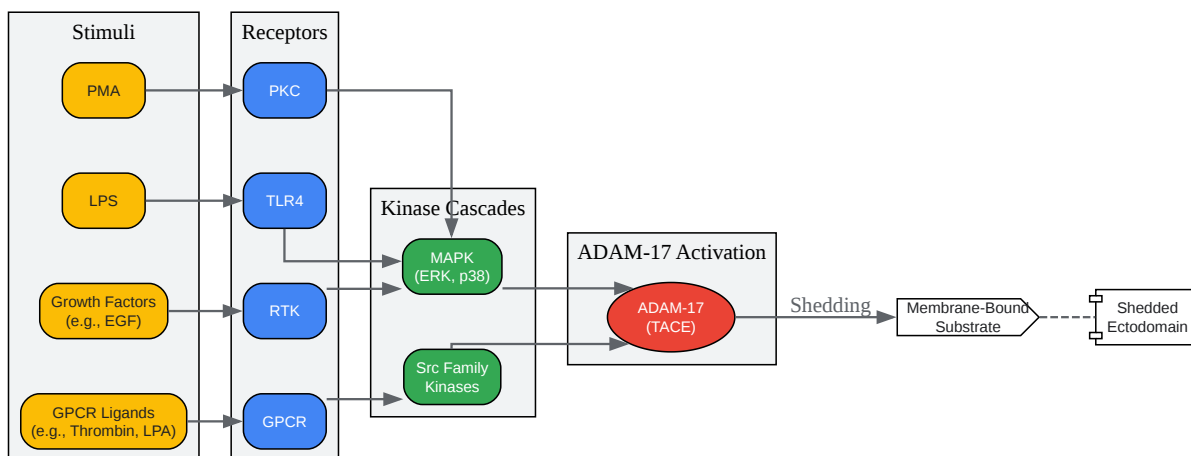 Stimuli
PMA
LPS
Growth Factors
(e.g., EGF)
GPCR Ligands
(e.g., Thrombin, LPA)
Receptors
PKC
TLR4
RTK
GPCR
Kinase Cascades
MAPK
(ERK, p38)
Src Family
Kinases
ADAM-17 Activation
ADAM-17
(TACE)
Shedding
Membrane-Bound
Substrate
Shedded
Ectodomain